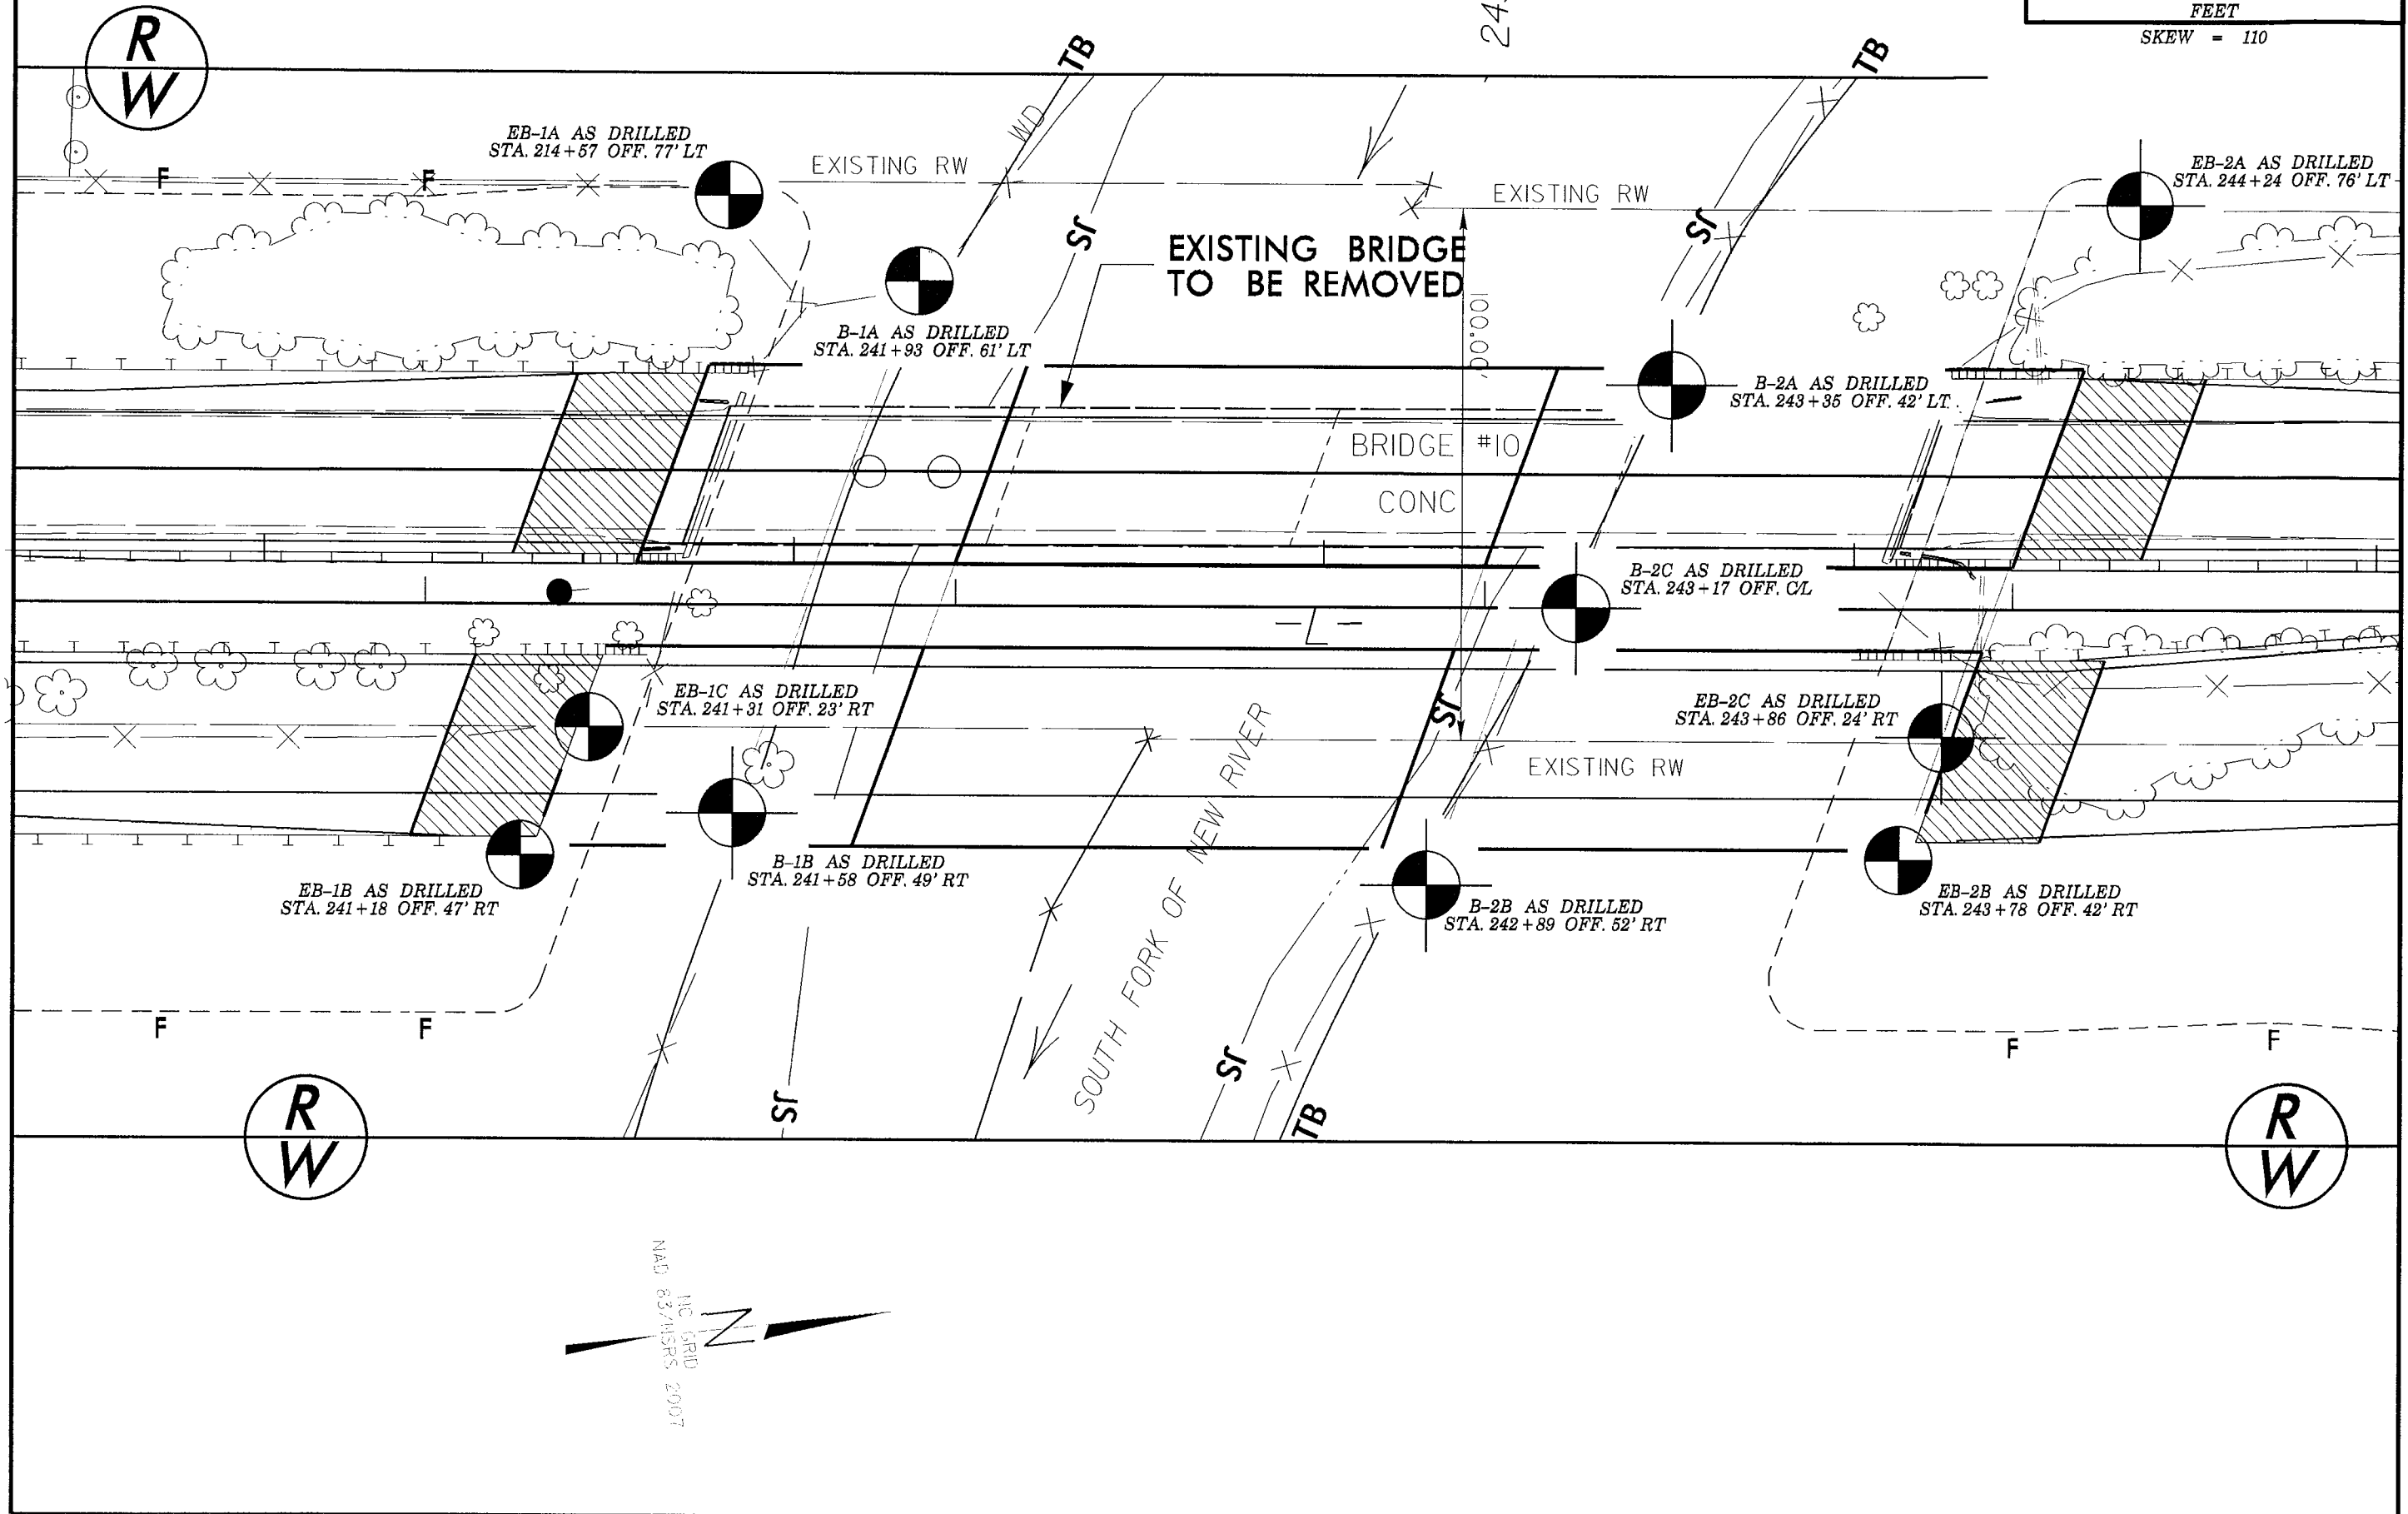 FEET
SKEW = 110
R
W
TB
TB
WD
EB-1A AS DRILLED
STA. 214+57 OFF. 77' LT
EXISTING RW
EXISTING RW
EB-2A AS DRILLED
STA. 244+24 OFF. 76' LT
F
F
SJ
SJ
EXISTING BRIDGE
TO BE REMOVED
100.00'
B-1A AS DRILLED
STA. 241+93 OFF. 61' LT
B-2A AS DRILLED
STA. 243+35 OFF. 42' LT
BRIDGE #10
CONC
B-2C AS DRILLED
STA. 243+17 OFF. C/L
-L-
EB-1C AS DRILLED
STA. 241+31 OFF. 23' RT
EB-2C AS DRILLED
STA. 243+86 OFF. 24' RT
SJ
EXISTING RW
SOUTH FORK OF NEW RIVER
B-1B AS DRILLED
STA. 241+58 OFF. 49' RT
EB-1B AS DRILLED
STA. 241+18 OFF. 47' RT
B-2B AS DRILLED
STA. 242+89 OFF. 52' RT
EB-2B AS DRILLED
STA. 243+78 OFF. 42' RT
F
F
F
F
SJ
SJ
TB
R
W
R
W
N
NC GRID
NAD 83/NSRS 2007